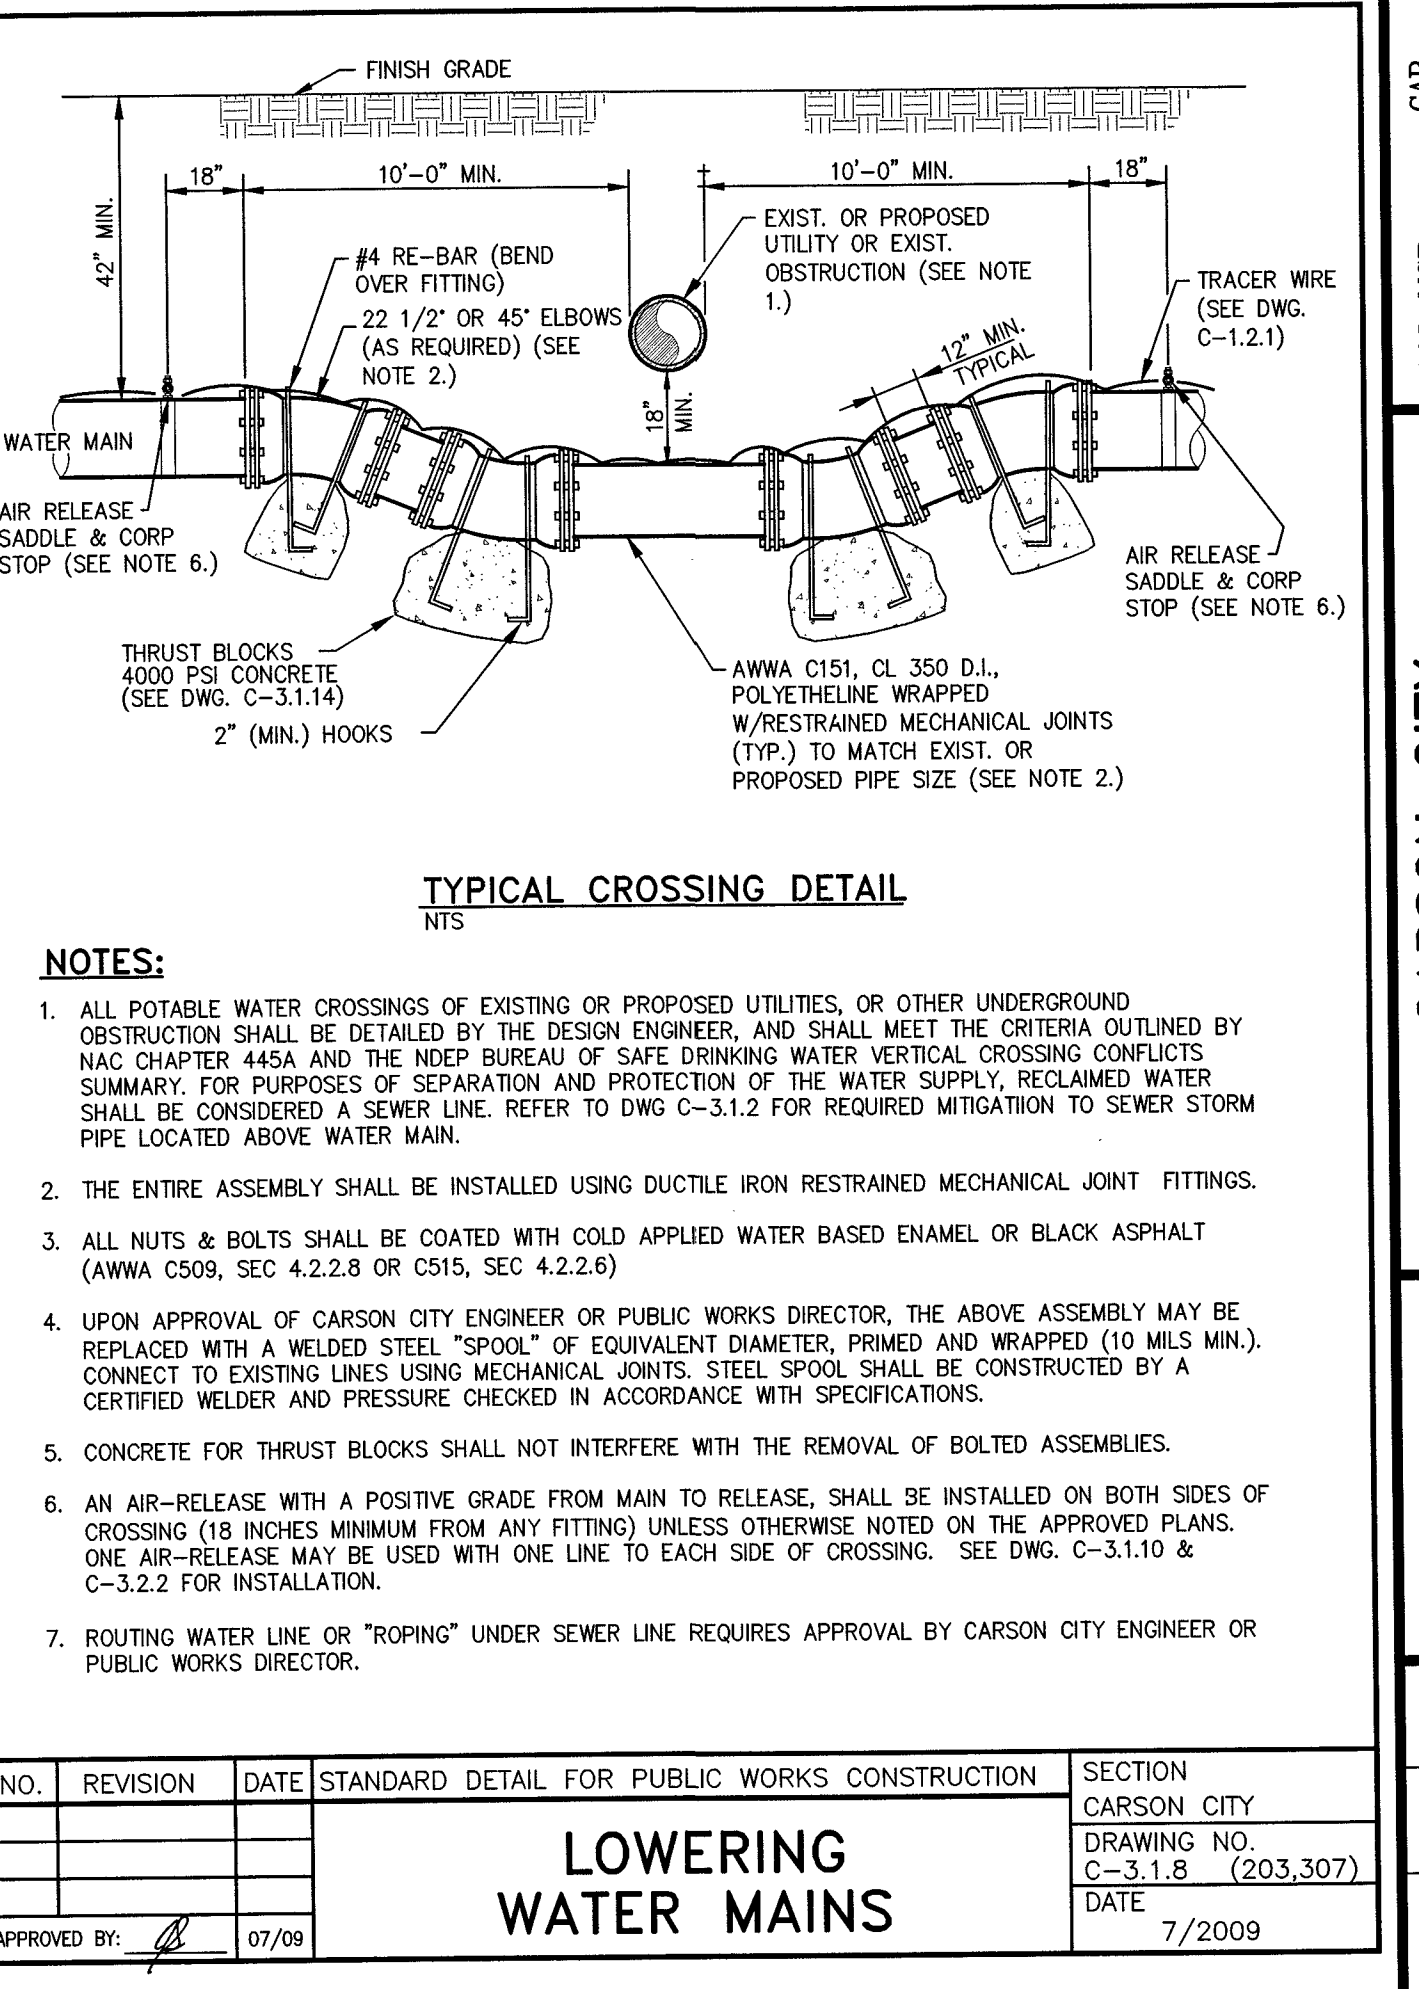 FINISH GRADE
18"
10'-0" MIN.
10'-0" MIN.
18"
42" MIN.
#4 RE-BAR (BEND
OVER FITTING)
22 1/2° OR 45° ELBOWS
(AS REQUIRED) (SEE
NOTE 2.)
EXIST. OR PROPOSED
UTILITY OR EXIST.
OBSTRUCTION (SEE NOTE
1.)
TRACER WIRE
(SEE DWG.
C-1.2.1)
12" MIN.
TYPICAL
18"
MIN.
WATER MAIN
AIR RELEASE
SADDLE & CORP
STOP (SEE NOTE 6.)
AIR RELEASE
SADDLE & CORP
STOP (SEE NOTE 6.)
THRUST BLOCKS
4000 PSI CONCRETE
(SEE DWG. C-3.1.14)
2" (MIN.) HOOKS
AWWA C151, CL 350 D.I.,
POLYETHELINE WRAPPED
W/RESTRAINED MECHANICAL JOINTS
(TYP.) TO MATCH EXIST. OR
PROPOSED PIPE SIZE (SEE NOTE 2.)
TYPICAL CROSSING DETAIL
NTS
NOTES:
1. ALL POTABLE WATER CROSSINGS OF EXISTING OR PROPOSED UTILITIES, OR OTHER UNDERGROUND
OBSTRUCTION SHALL BE DETAILED BY THE DESIGN ENGINEER, AND SHALL MEET THE CRITERIA OUTLINED BY
NAC CHAPTER 445A AND THE NDEP BUREAU OF SAFE DRINKING WATER VERTICAL CROSSING CONFLICTS
SUMMARY. FOR PURPOSES OF SEPARATION AND PROTECTION OF THE WATER SUPPLY, RECLAIMED WATER
SHALL BE CONSIDERED A SEWER LINE. REFER TO DWG C-3.1.2 FOR REQUIRED MITIGATIION TO SEWER STORM
PIPE LOCATED ABOVE WATER MAIN.
2. THE ENTIRE ASSEMBLY SHALL BE INSTALLED USING DUCTILE IRON RESTRAINED MECHANICAL JOINT FITTINGS.
3. ALL NUTS & BOLTS SHALL BE COATED WITH COLD APPLIED WATER BASED ENAMEL OR BLACK ASPHALT
(AWWA C509, SEC 4.2.2.8 OR C515, SEC 4.2.2.6)
4. UPON APPROVAL OF CARSON CITY ENGINEER OR PUBLIC WORKS DIRECTOR, THE ABOVE ASSEMBLY MAY BE
REPLACED WITH A WELDED STEEL "SPOOL" OF EQUIVALENT DIAMETER, PRIMED AND WRAPPED (10 MILS MIN.).
CONNECT TO EXISTING LINES USING MECHANICAL JOINTS. STEEL SPOOL SHALL BE CONSTRUCTED BY A
CERTIFIED WELDER AND PRESSURE CHECKED IN ACCORDANCE WITH SPECIFICATIONS.
5. CONCRETE FOR THRUST BLOCKS SHALL NOT INTERFERE WITH THE REMOVAL OF BOLTED ASSEMBLIES.
6. AN AIR-RELEASE WITH A POSITIVE GRADE FROM MAIN TO RELEASE, SHALL BE INSTALLED ON BOTH SIDES OF
CROSSING (18 INCHES MINIMUM FROM ANY FITTING) UNLESS OTHERWISE NOTED ON THE APPROVED PLANS.
ONE AIR-RELEASE MAY BE USED WITH ONE LINE TO EACH SIDE OF CROSSING. SEE DWG. C-3.1.10 &
C-3.2.2 FOR INSTALLATION.
7. ROUTING WATER LINE OR "ROPING" UNDER SEWER LINE REQUIRES APPROVAL BY CARSON CITY ENGINEER OR
PUBLIC WORKS DIRECTOR.
NO. REVISION DATE
STANDARD DETAIL FOR PUBLIC WORKS CONSTRUCTION
LOWERING
WATER MAINS
SECTION
CARSON CITY
DRAWING NO.
C-3.1.8 (203,307)
DATE
7/2009
APPROVED BY:
07/09